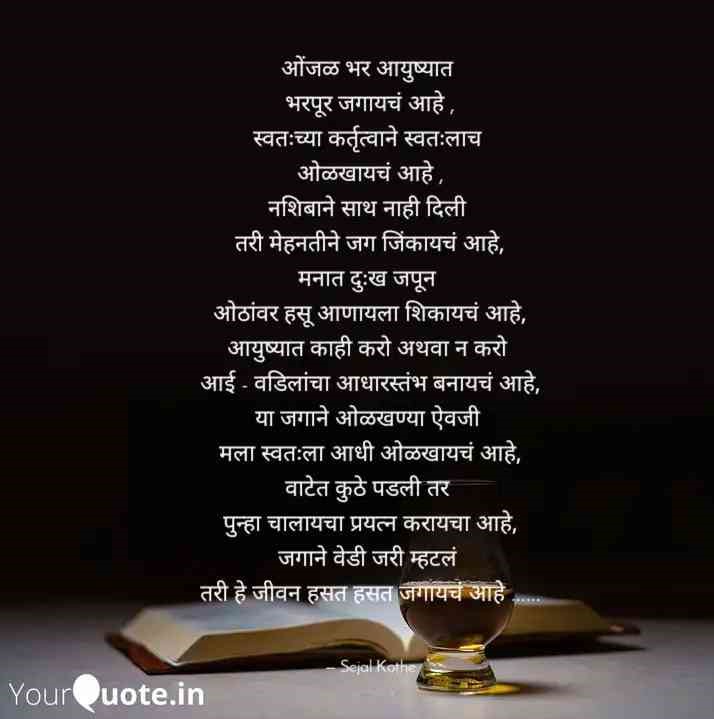 ओंजळ भर आयुष्यात
भरपूर जगायचं आहे ,
स्वतःच्या कर्तृत्वाने स्वतःलाच
ओळखायचं आहे ,
नशिबाने साथ नाही दिली
तरी मेहनतीने जग जिंकायचं आहे,
मनात दुःख जपून
ओठांवर हसू आणायला शिकायचं आहे,
आयुष्यात काही करो अथवा न करो
आई - वडिलांचा आधारस्तंभ बनायचं आहे,
या जगाने ओळखण्या ऐवजी
मला स्वतःला आधी ओळखायचं आहे,
वाटेत कुठे पडली तर
पुन्हा चालायचा प्रयत्न करायचा आहे,
जगाने वेडी जरी म्हटलं
तरी हे जीवन हसत हसत जगायचं आहे ......
– Sejal Kothe
YourQuote.in